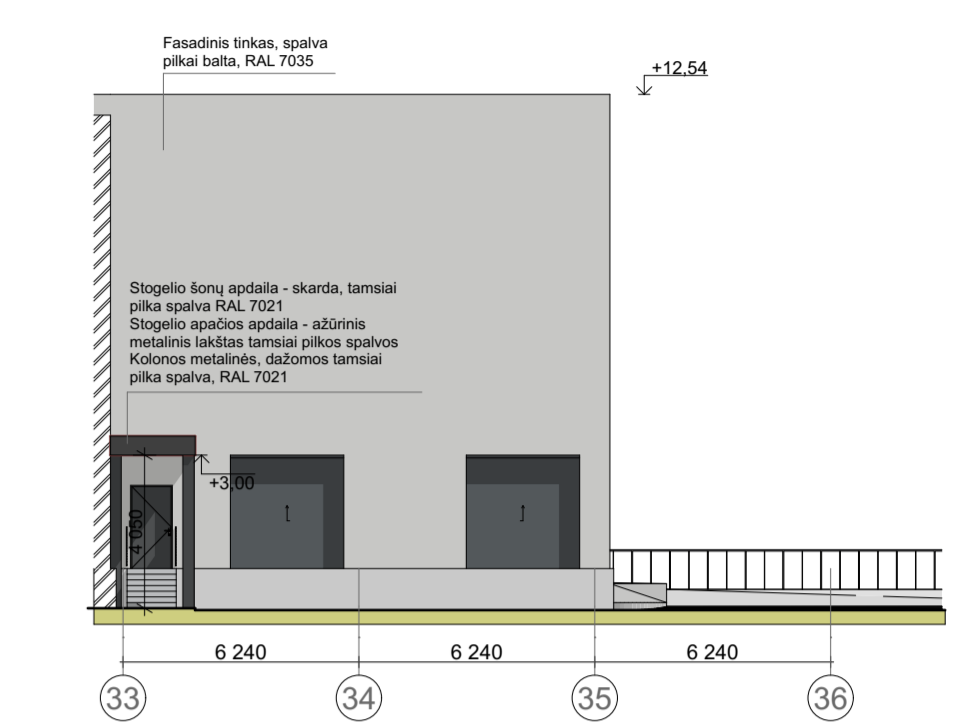 Fasadinis tinkas, spalva
pilkai balta, RAL 7035
+12,54
Stogelio šonų apdaila - skarda, tamsiai
pilka spalva RAL 7021
Stogelio apačios apdaila - ažūrinis
metalinis lakštas tamsiai pilkos spalvos
Kolonos metalinės, dažomos tamsiai
pilka spalva, RAL 7021
+3,00
4 050
6 240
6 240
6 240
33
34
35
36